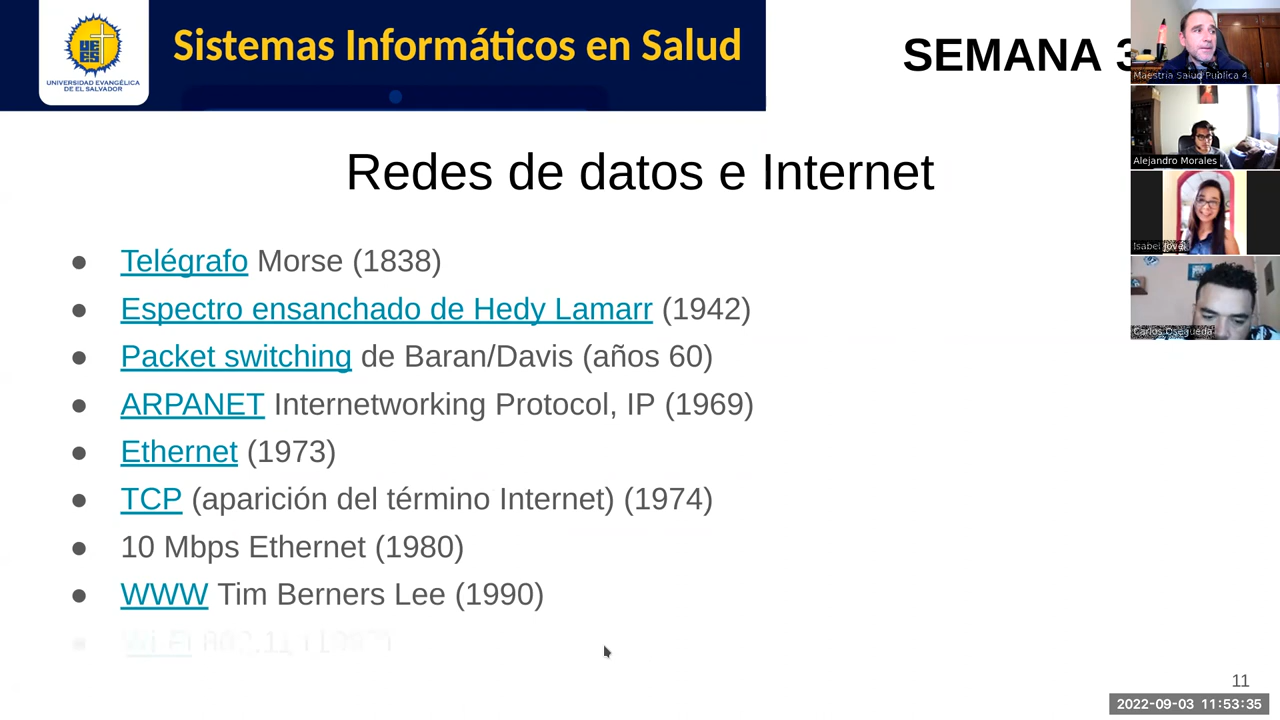 UNIVERSIDAD EVANGÉLICA
DE EL SALVADOR
Sistemas Informáticos en Salud
SEMANA 3
Maestría Salud Publica 4
Alejandro Morales
Isabel Jovel
Carlos Osegueda
Redes de datos e Internet
● Telégrafo Morse (1838)
● Espectro ensanchado de Hedy Lamarr (1942)
● Packet switching de Baran/Davis (años 60)
● ARPANET Internetworking Protocol, IP (1969)
● Ethernet (1973)
● TCP (aparición del término Internet) (1974)
● 10 Mbps Ethernet (1980)
● WWW Tim Berners Lee (1990)
11
2022-09-03 11:53:35